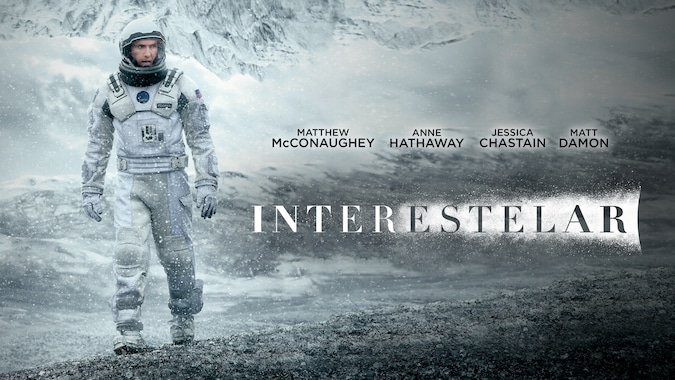 MATTHEW
McCONAUGHEY
ANNE
HATHAWAY
JESSICA
CHASTAIN
MATT
DAMON
INTERESTELAR